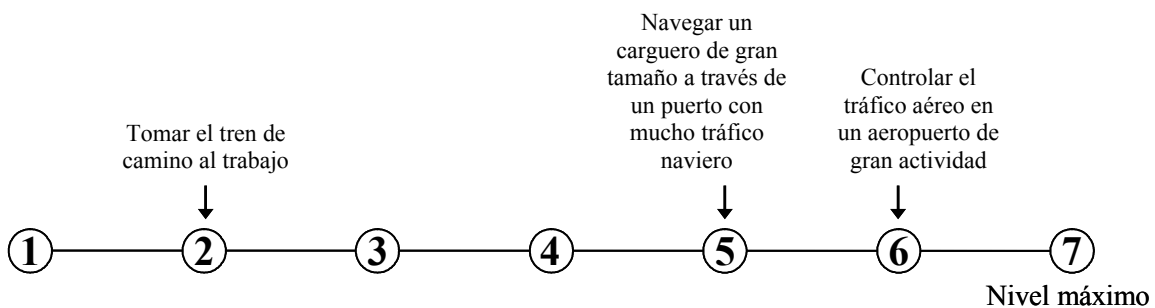 Tomar el tren de
camino al trabajo
Navegar un
carguero de gran
tamaño a través de
un puerto con
mucho tráfico
naviero
Controlar el
tráfico aéreo en
un aeropuerto de
gran actividad
1 2 3 4 5 6 7
Nivel máximo